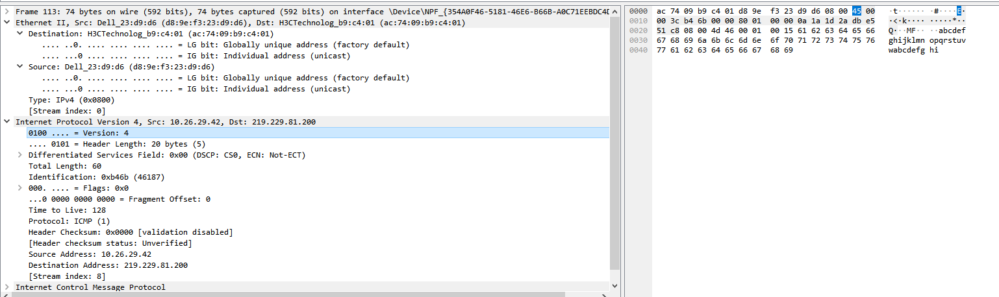 Frame 113: 74 bytes on wire (592 bits), 74 bytes captured (592 bits) on interface \Device\NPF_{354A0F46-5181-46E6-B66B-A0C71EEBDC4D
Ethernet II, Src: Dell_23:d9:d6 (d8:9e:f3:23:d9:d6), Dst: H3CTechnolog_b9:c4:01 (ac:74:09:b9:c4:01)
Destination: H3CTechnolog_b9:c4:01 (ac:74:09:b9:c4:01)
.... ..0. .... .... .... .... = LG bit: Globally unique address (factory default)
.... ...0 .... .... .... .... = IG bit: Individual address (unicast)
Source: Dell_23:d9:d6 (d8:9e:f3:23:d9:d6)
.... ..0. .... .... .... .... = LG bit: Globally unique address (factory default)
.... ...0 .... .... .... .... = IG bit: Individual address (unicast)
Type: IPv4 (0x0800)
[Stream index: 0]
Internet Protocol Version 4, Src: 10.26.29.42, Dst: 219.229.81.200
0100 .... = Version: 4
.... 0101 = Header Length: 20 bytes (5)
Differentiated Services Field: 0x00 (DSCP: CS0, ECN: Not-ECT)
Total Length: 60
Identification: 0xb46b (46187)
000. .... = Flags: 0x0
...0 0000 0000 0000 = Fragment Offset: 0
Time to Live: 128
Protocol: ICMP (1)
Header Checksum: 0x0000 [validation disabled]
[Header checksum status: Unverified]
Source Address: 10.26.29.42
Destination Address: 219.229.81.200
[Stream index: 8]
Internet Control Message Protocol
0000 ac 74 09 b9 c4 01 d8 9e f3 23 d9 d6 08 00 45 00 ·t······ ·#····E·
0010 00 3c b4 6b 00 00 80 01 00 00 0a 1a 1d 2a db e5 ·<·k···· ·····*··
0020 51 c8 08 00 4d 46 00 01 00 15 61 62 63 64 65 66 Q···MF·· ··abcdef
0030 67 68 69 6a 6b 6c 6d 6e 6f 70 71 72 73 74 75 76 ghijklmn opqrstuv
0040 77 61 62 63 64 65 66 67 68 69 wabcdefg hi